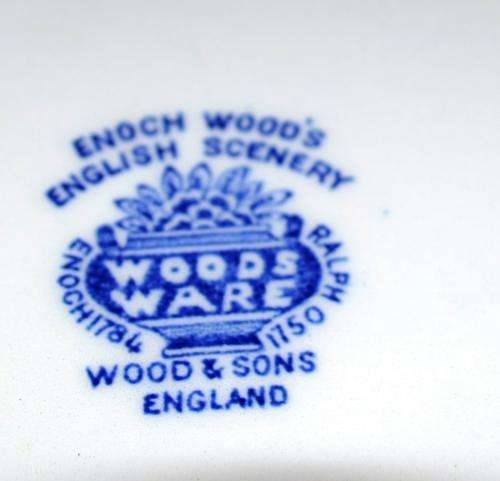 ENOCH WOOD'S
ENGLISH SCENERY
ENOCH 1784
WOODS
WARE
RALPH 1750
WOOD & SONS
ENGLAND